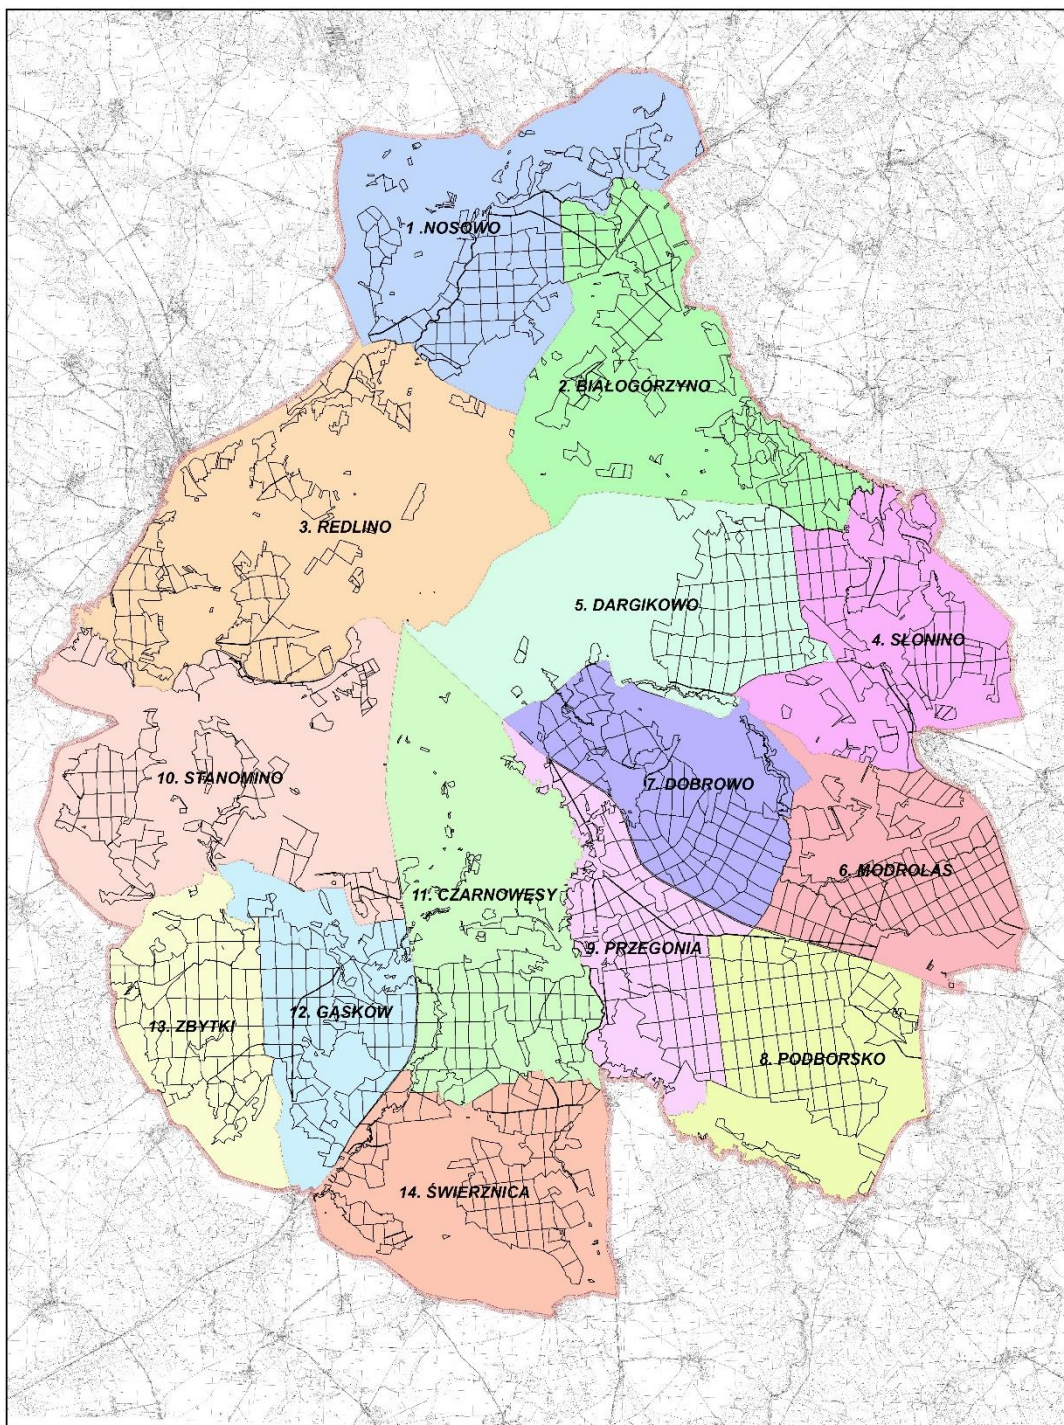 1 .NOSOWO
2. BIAŁOGÓRZYNO
3. REDLINO
5. DARGIKOWO
4. SŁONINO
10. STANOMINO
7. DOBROWO
6. MODROLAS
11. CZARNOWĘSY
9. PRZEGONIA
12. GĄSKÓW
13. ZBYTKI
8. PODBORSKO
14. ŚWIERZNICA